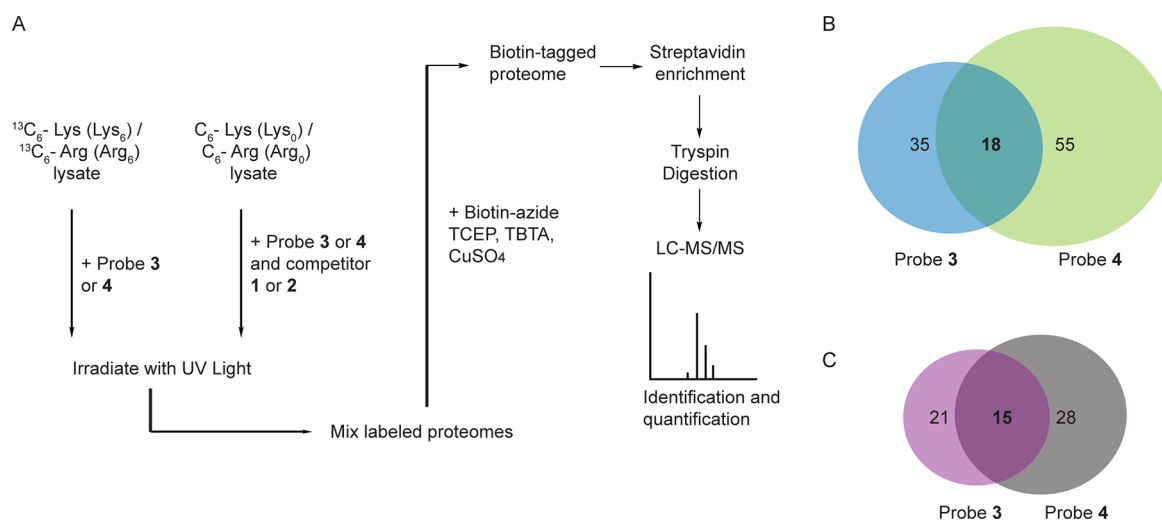 A
¹³C₆- Lys (Lys₆) /
¹³C₆-Arg (Arg₆)
lysate
C₆- Lys (Lys₀) /
C₆-Arg (Arg₀)
lysate
+ Probe 3
or 4
+ Probe 3 or 4
and competitor
1 or 2
Irradiate with UV Light
Mix labeled proteomes
+ Biotin-azide
TCEP, TBTA,
CuSO4
Biotin-tagged
proteome
Streptavidin
enrichment
Tryspin
Digestion
LC-MS/MS
Identification and
quantification
B
35
18
55
Probe 3
Probe 4
C
21
15
28
Probe 3
Probe 4